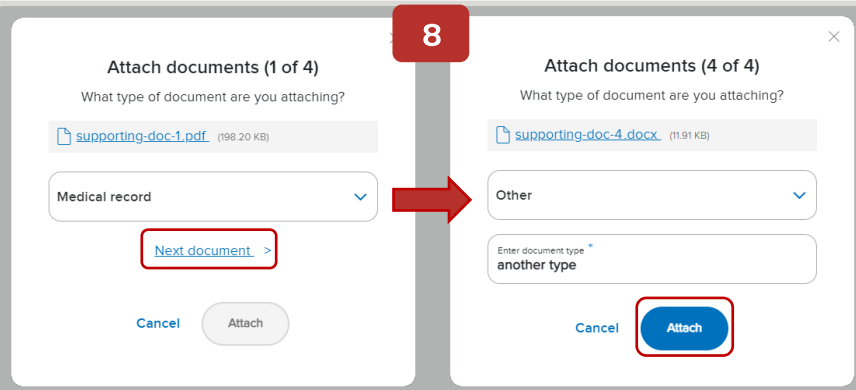 8
Attach documents (1 of 4)
What type of document are you attaching?
supporting-doc-1.pdf (198.20 KB)
Medical record
Next document >
Cancel Attach
Attach documents (4 of 4)
What type of document are you attaching?
supporting-doc-4.docx (11.91 KB)
Other
Enter document type *
another type
Cancel Attach